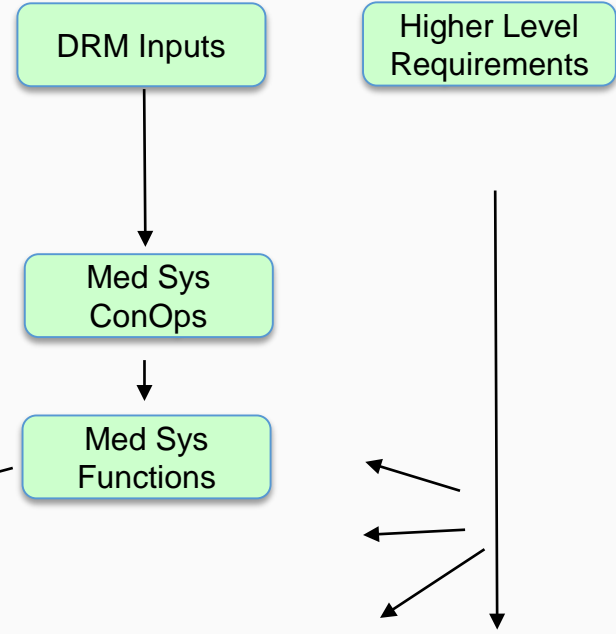 DRM Inputs
Higher Level
Requirements
Med Sys
ConOps
Med Sys
Functions